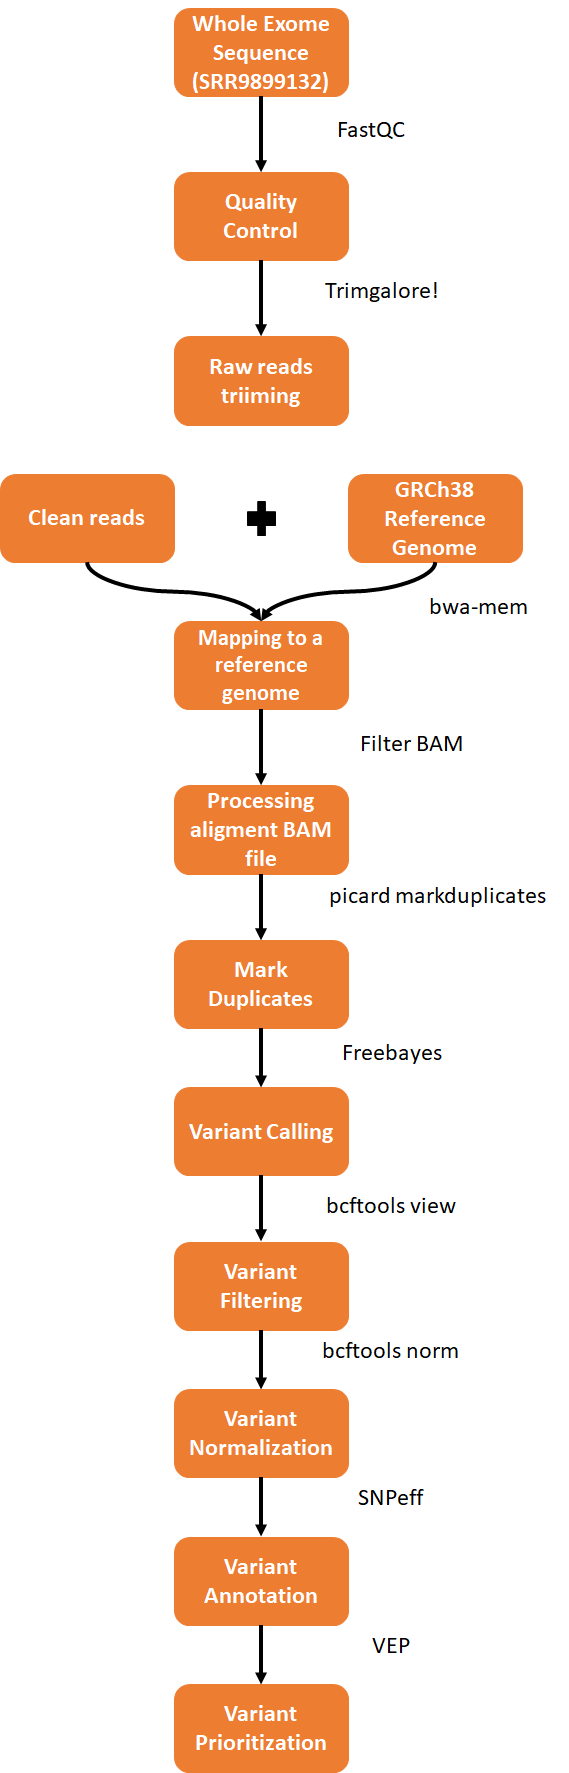 Whole Exome
Sequence
(SRR9899132)
FastQC
Quality
Control
Trimgalore!
Raw reads
triiming
Clean reads
GRCh38
Reference
Genome
bwa-mem
Mapping to a
reference
genome
Filter BAM
Processing
aligment BAM
file
picard markduplicates
Mark
Duplicates
Freebayes
Variant Calling
bcftools view
Variant
Filtering
bcftools norm
Variant
Normalization
SNPeff
Variant
Annotation
VEP
Variant
Prioritization